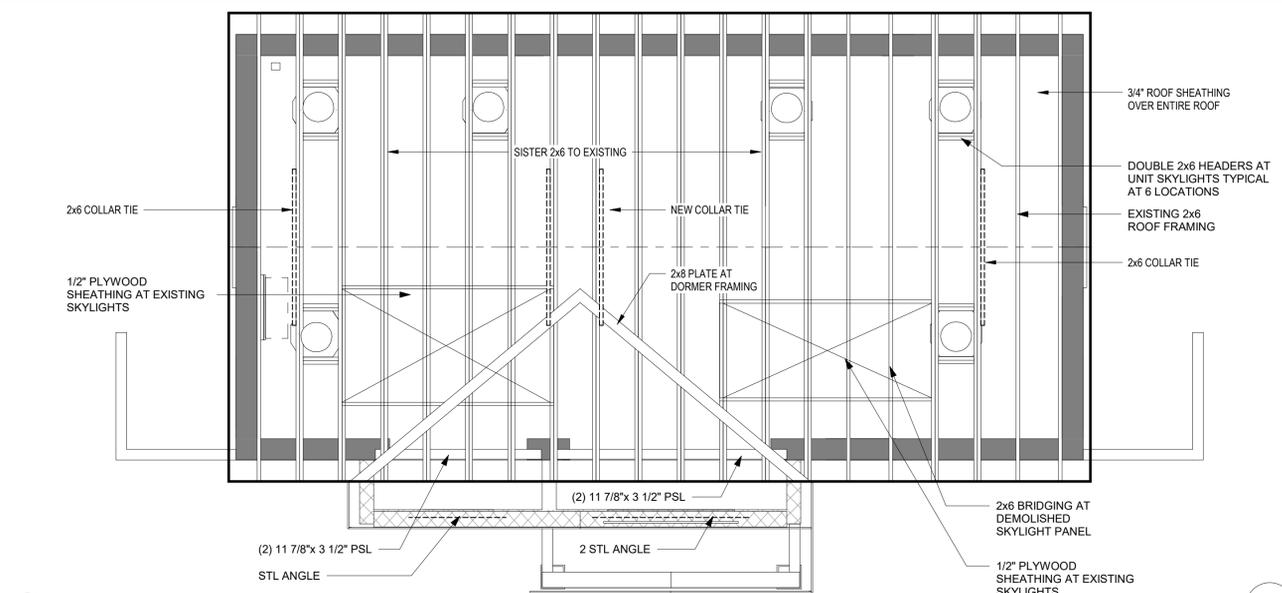 3/4" ROOF SHEATHING
OVER ENTIRE ROOF
SISTER 2x6 TO EXISTING
DOUBLE 2x6 HEADERS AT
UNIT SKYLIGHTS TYPICAL
AT 6 LOCATIONS
2x6 COLLAR TIE
NEW COLLAR TIE
EXISTING 2x6
ROOF FRAMING
2x6 COLLAR TIE
2x8 PLATE AT
DORMER FRAMING
1/2" PLYWOOD
SHEATHING AT EXISTING
SKYLIGHTS
(2) 11 7/8"x 3 1/2" PSL
2x6 BRIDGING AT
DEMOLISHED
SKYLIGHT PANEL
(2) 11 7/8"x 3 1/2" PSL
2 STL ANGLE
STL ANGLE
1/2" PLYWOOD
SHEATHING AT EXISTING
SKYLIGHTS